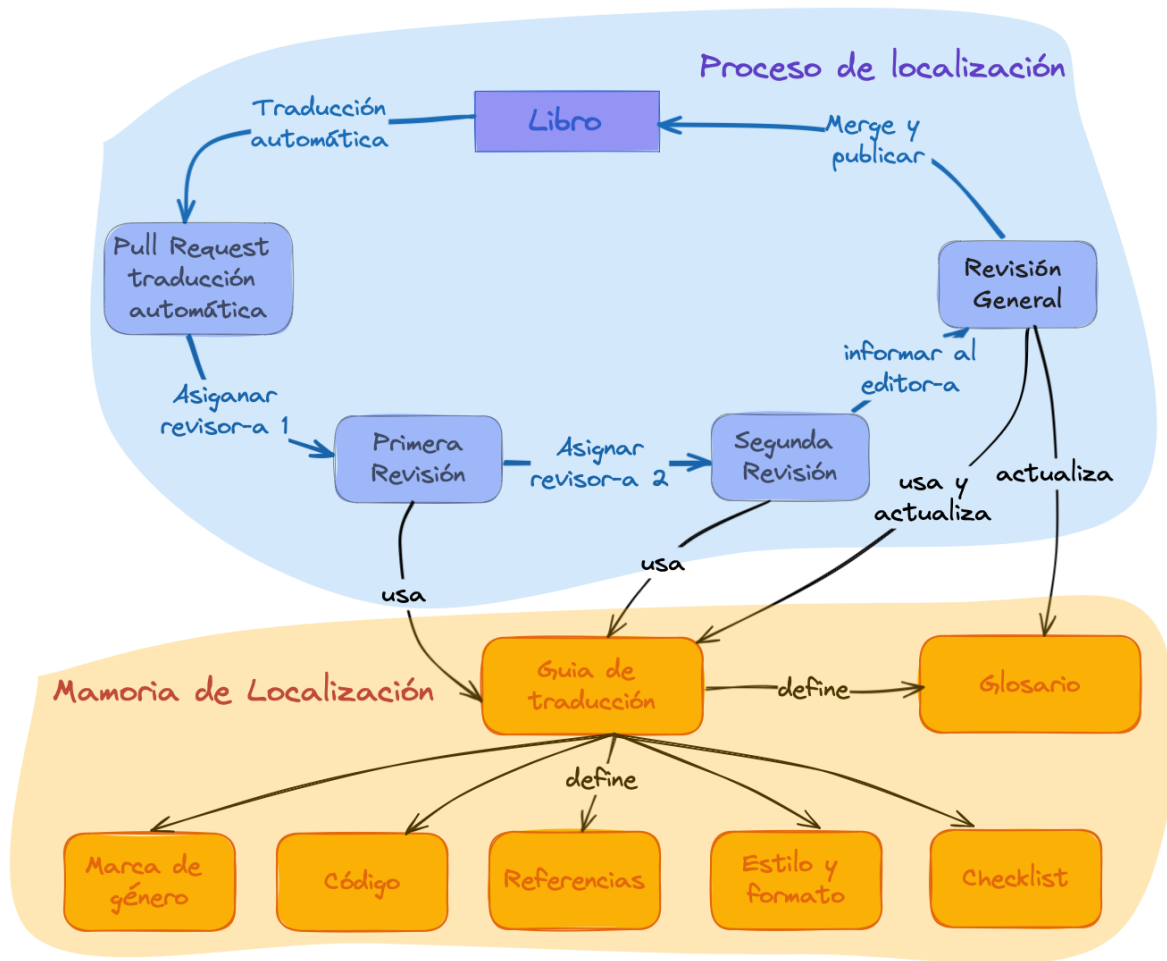 Proceso de localización
Libro
Traducción
automática
Merge y
publicar
Pull Request
traducción
automática
Revisión
General
informar al
editor-a
Asiganar
revisor-a 1
Primera
Revisión
Asignar
revisor-a 2
Segunda
Revisión
usa y
actualiza
actualiza
usa
usa
Mamoria de Localización
Guia de
traducción
define
Glosario
define
Marca de
género
Código
Referencias
Estilo y
formato
Checklist